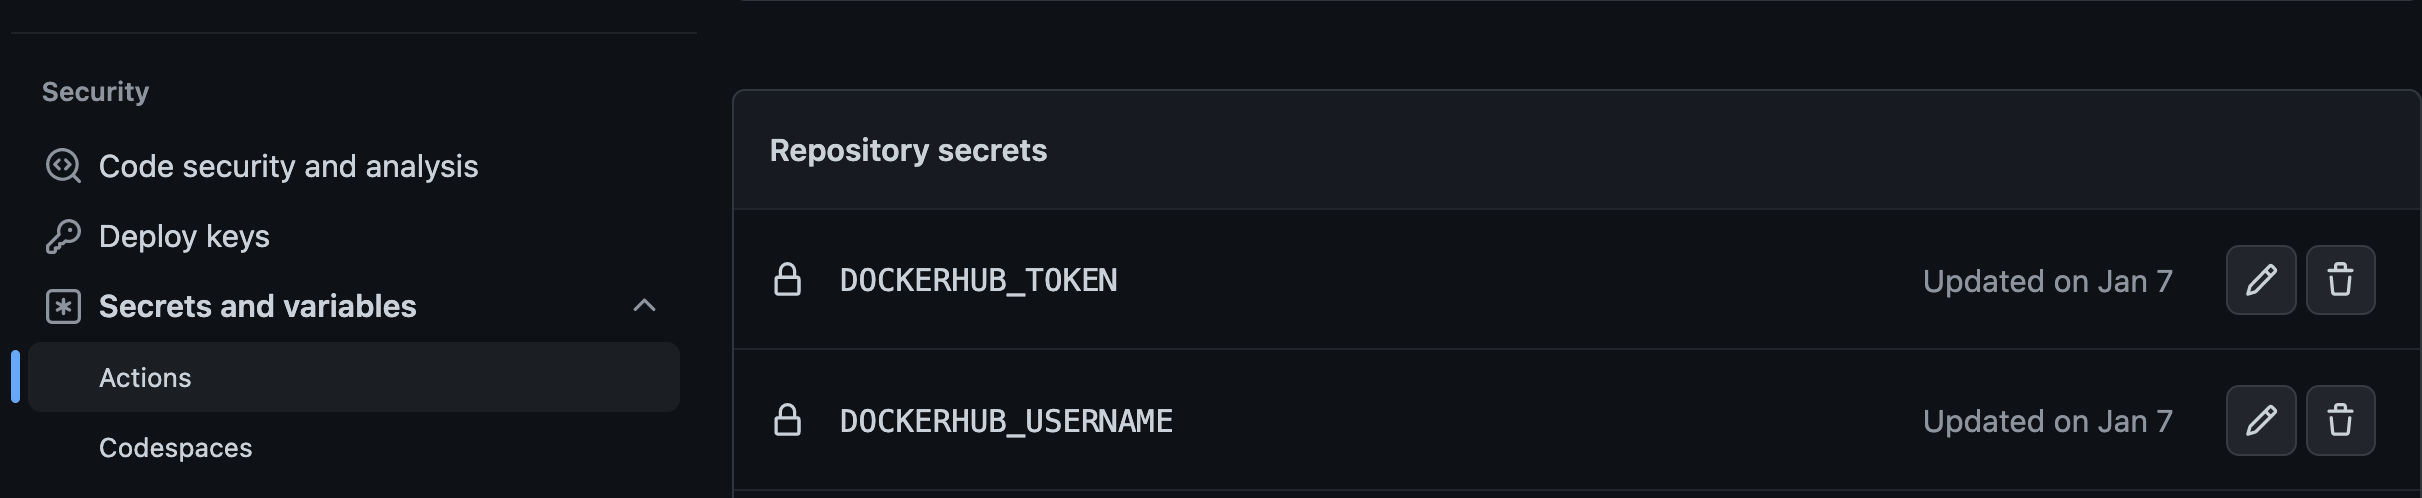 Security
Code security and analysis
Deploy keys
Secrets and variables
Actions
Codespaces
Repository secrets
DOCKERHUB_TOKEN Updated on Jan 7
DOCKERHUB_USERNAME Updated on Jan 7